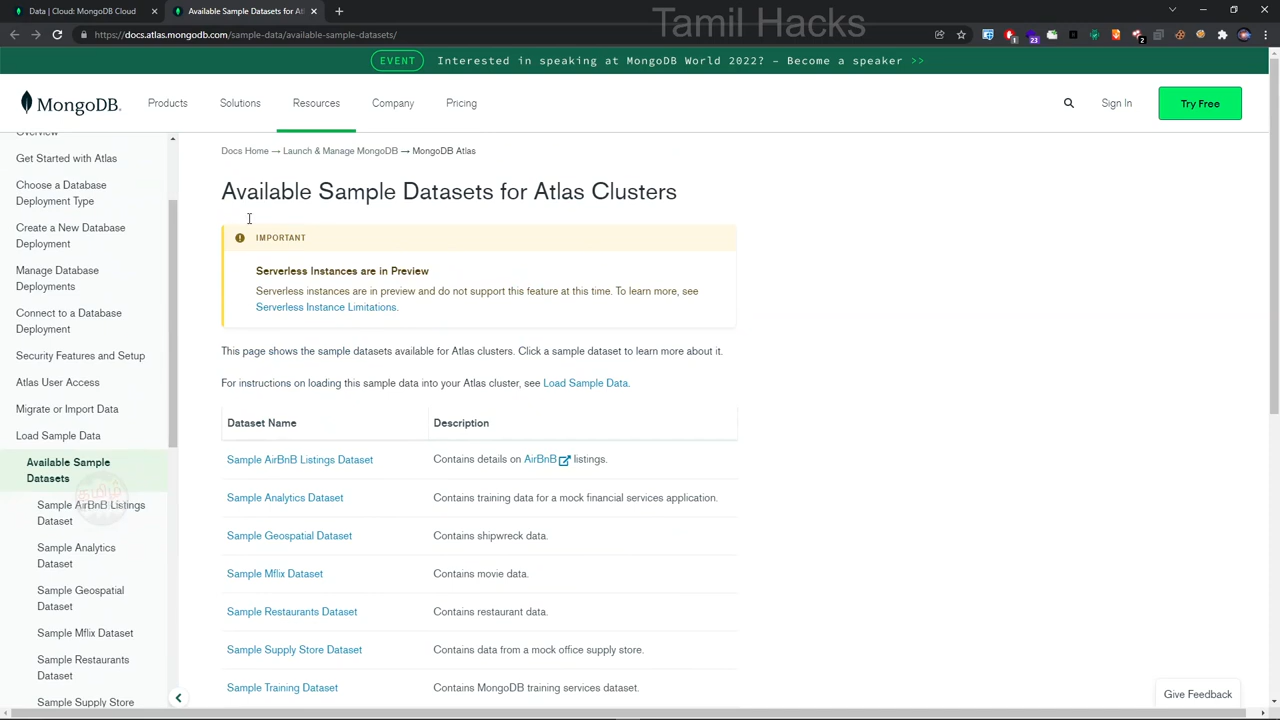 Data | Cloud: MongoDB Cloud
Available Sample Datasets for At
Tamil Hacks
https://docs.atlas.mongodb.com/sample-data/available-sample-datasets/
1
23
2
EVENT Interested in speaking at MongoDB World 2022? – Become a speaker >>
MongoDB.
Products
Solutions
Resources
Company
Pricing
Sign In
Try Free
Overview
Get Started with Atlas
Choose a Database
Deployment Type
Create a New Database
Deployment
Manage Database
Deployments
Connect to a Database
Deployment
Security Features and Setup
Atlas User Access
Migrate or Import Data
Load Sample Data
Available Sample
Datasets
தமிழ்
Sample AirBnB Listings
Dataset
Sample Analytics
Dataset
Sample Geospatial
Dataset
Sample Mflix Dataset
Sample Restaurants
Dataset
Sample Supply Store
Docs Home → Launch & Manage MongoDB → MongoDB Atlas
Available Sample Datasets for Atlas Clusters
IMPORTANT
Serverless Instances are in Preview
Serverless instances are in preview and do not support this feature at this time. To learn more, see
Serverless Instance Limitations.
This page shows the sample datasets available for Atlas clusters. Click a sample dataset to learn more about it.
For instructions on loading this sample data into your Atlas cluster, see Load Sample Data.
Dataset Name Description
Sample AirBnB Listings Dataset Contains details on AirBnB listings.
Sample Analytics Dataset Contains training data for a mock financial services application.
Sample Geospatial Dataset Contains shipwreck data.
Sample Mflix Dataset Contains movie data.
Sample Restaurants Dataset Contains restaurant data.
Sample Supply Store Dataset Contains data from a mock office supply store.
Sample Training Dataset Contains MongoDB training services dataset.
Give Feedback